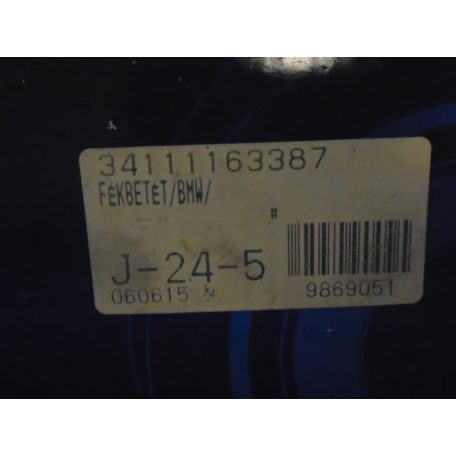 34111163387
FÉKBETÉT/BMW/
#
J-24-5
060615 *
9869051